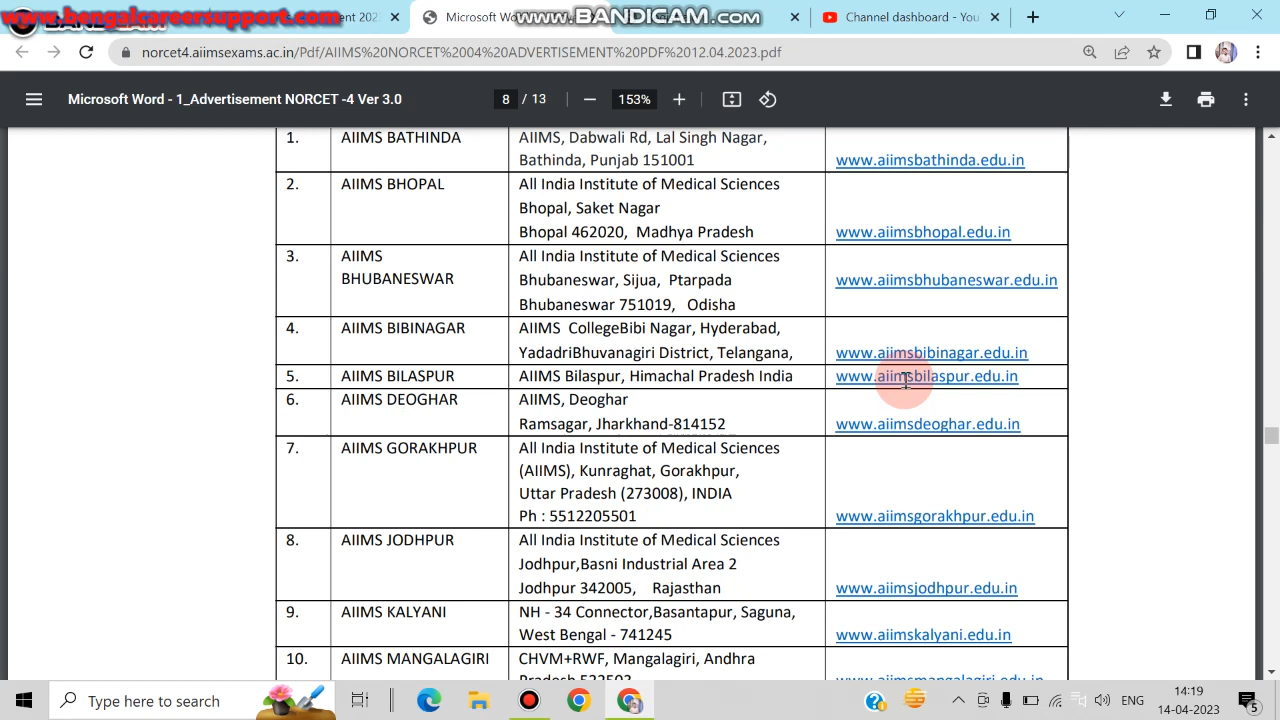 www.bengalcareersupport.com
BANDICAM
ent 202
Microsoft Wo
www.BANDICAM.com
Channel dashboard - You
norcet4.aiimsexams.ac.in/Pdf/AIIMS%20NORCET%2004%20ADVERTISEMENT%20PDF%2012.04.2023.pdf
Microsoft Word - 1_Advertisement NORCET -4 Ver 3.0
8 / 13
153%
1.
AIIMS BATHINDA
AIIMS, Dabwali Rd, Lal Singh Nagar,
Bathinda, Punjab 151001
www.aiimsbathinda.edu.in
2.
AIIMS BHOPAL
All India Institute of Medical Sciences
Bhopal, Saket Nagar
Bhopal 462020, Madhya Pradesh
www.aiimsbhopal.edu.in
3.
AIIMS
BHUBANESWAR
All India Institute of Medical Sciences
Bhubaneswar, Sijua, Ptarpada
Bhubaneswar 751019, Odisha
www.aiimsbhubaneswar.edu.in
4.
AIIMS BIBINAGAR
AIIMS CollegeBibi Nagar, Hyderabad,
YadadriBhuvanagiri District, Telangana,
www.aiimsbibinagar.edu.in
5.
AIIMS BILASPUR
AIIMS Bilaspur, Himachal Pradesh India
www.aiimsbilaspur.edu.in
6.
AIIMS DEOGHAR
AIIMS, Deoghar
Ramsagar, Jharkhand-814152
www.aiimsdeoghar.edu.in
7.
AIIMS GORAKHPUR
All India Institute of Medical Sciences
(AIIMS), Kunraghat, Gorakhpur,
Uttar Pradesh (273008), INDIA
Ph : 5512205501
www.aiimsgorakhpur.edu.in
8.
AIIMS JODHPUR
All India Institute of Medical Sciences
Jodhpur,Basni Industrial Area 2
Jodhpur 342005, Rajasthan
www.aiimsjodhpur.edu.in
9.
AIIMS KALYANI
NH - 34 Connector,Basantapur, Saguna,
West Bengal - 741245
www.aiimskalyani.edu.in
10.
AIIMS MANGALAGIRI
CHVM+RWF, Mangalagiri, Andhra
Pradesh 522503
www.aiimsmangalagiri.edu.in
Type here to search
ENG
14:19
14-04-2023
5